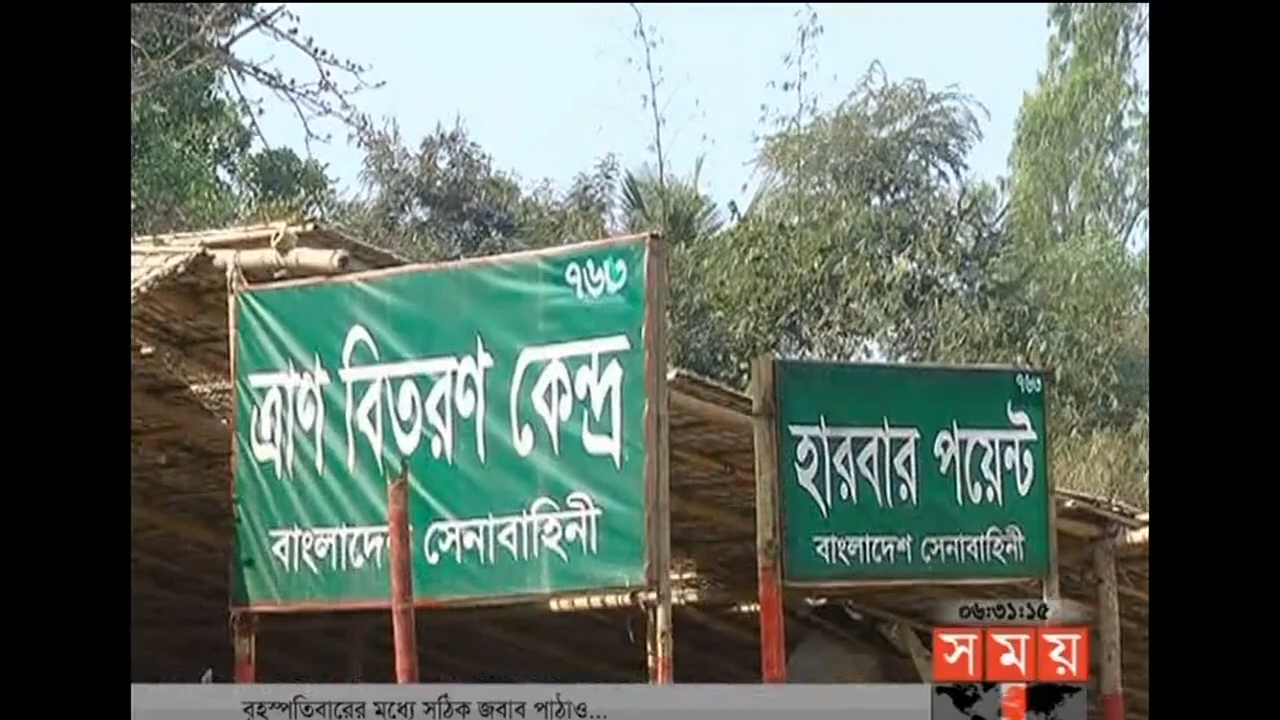 ৭৬৩
ত্রাণ বিতরণ কেন্দ্র
বাংলাদেশ সেনাবাহিনী
৭৬৩
হারবার পয়েন্ট
বাংলাদেশ সেনাবাহিনী
০৬:৩১:১৫
সময়
বৃহস্পতিবারের মধ্যে সঠিক জবাব পাঠাও...